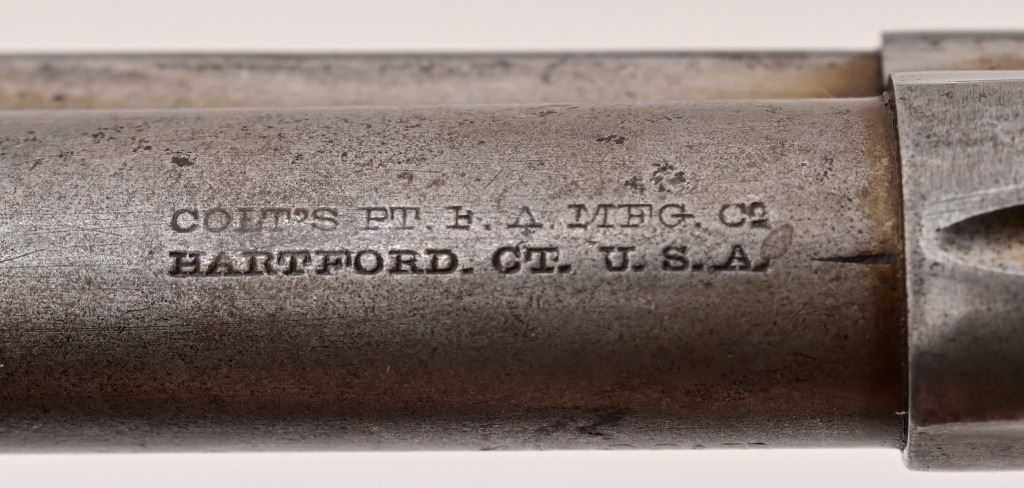 COLT'S PT. F. A. MFG. Cº
HARTFORD. CT. U. S. A.